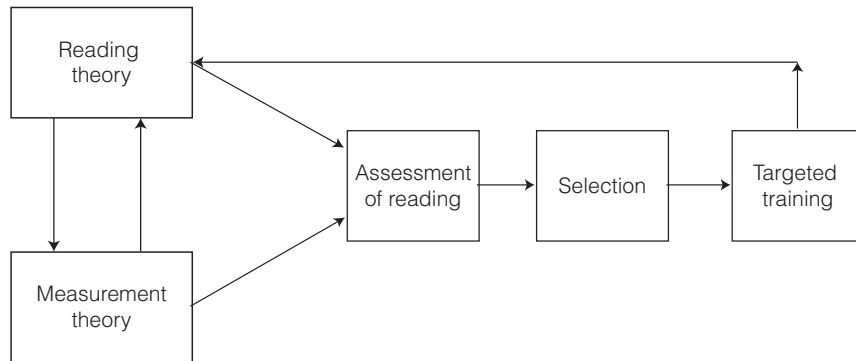 Reading
theory
Assessment
of reading
Selection
Targeted
training
Measurement
theory